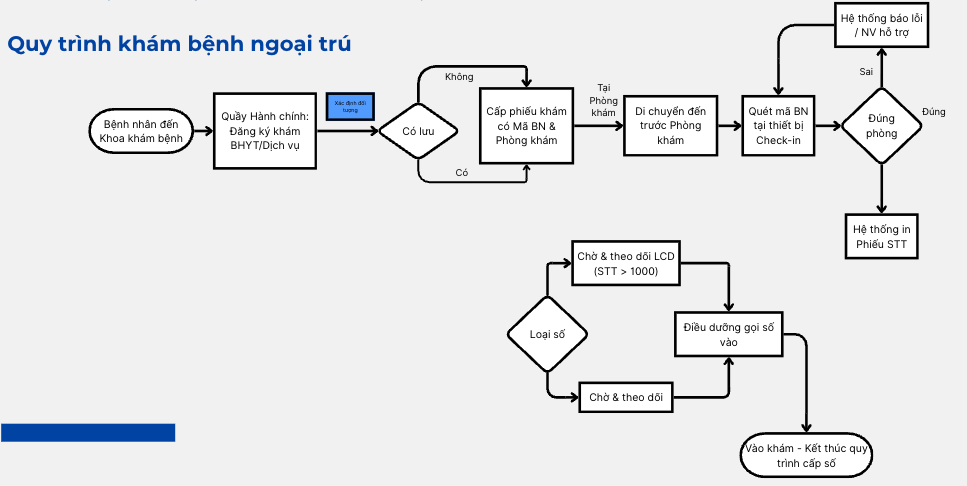 Quy trình khám bệnh ngoại trú
Bệnh nhân đến
Khoa khám bệnh
Quầy Hành chính:
Đăng ký khám
BHYT/Dịch vụ
Xác định đối
tượng
Có lưu
Không
Có
Cấp phiếu khám
có Mã BN &
Phòng khám
Tại
Phòng
khám
Di chuyển đến
trước Phòng
khám
Quét mã BN
tại thiết bị
Check-in
Đúng
phòng
Sai
Đúng
Hệ thống báo lỗi
/ NV hỗ trợ
Hệ thống in
Phiếu STT
Loại số
Chờ & theo dõi LCD
(STT > 1000)
Chờ & theo dõi
Điều dưỡng gọi số
vào
Vào khám - Kết thúc quy
trình cấp số